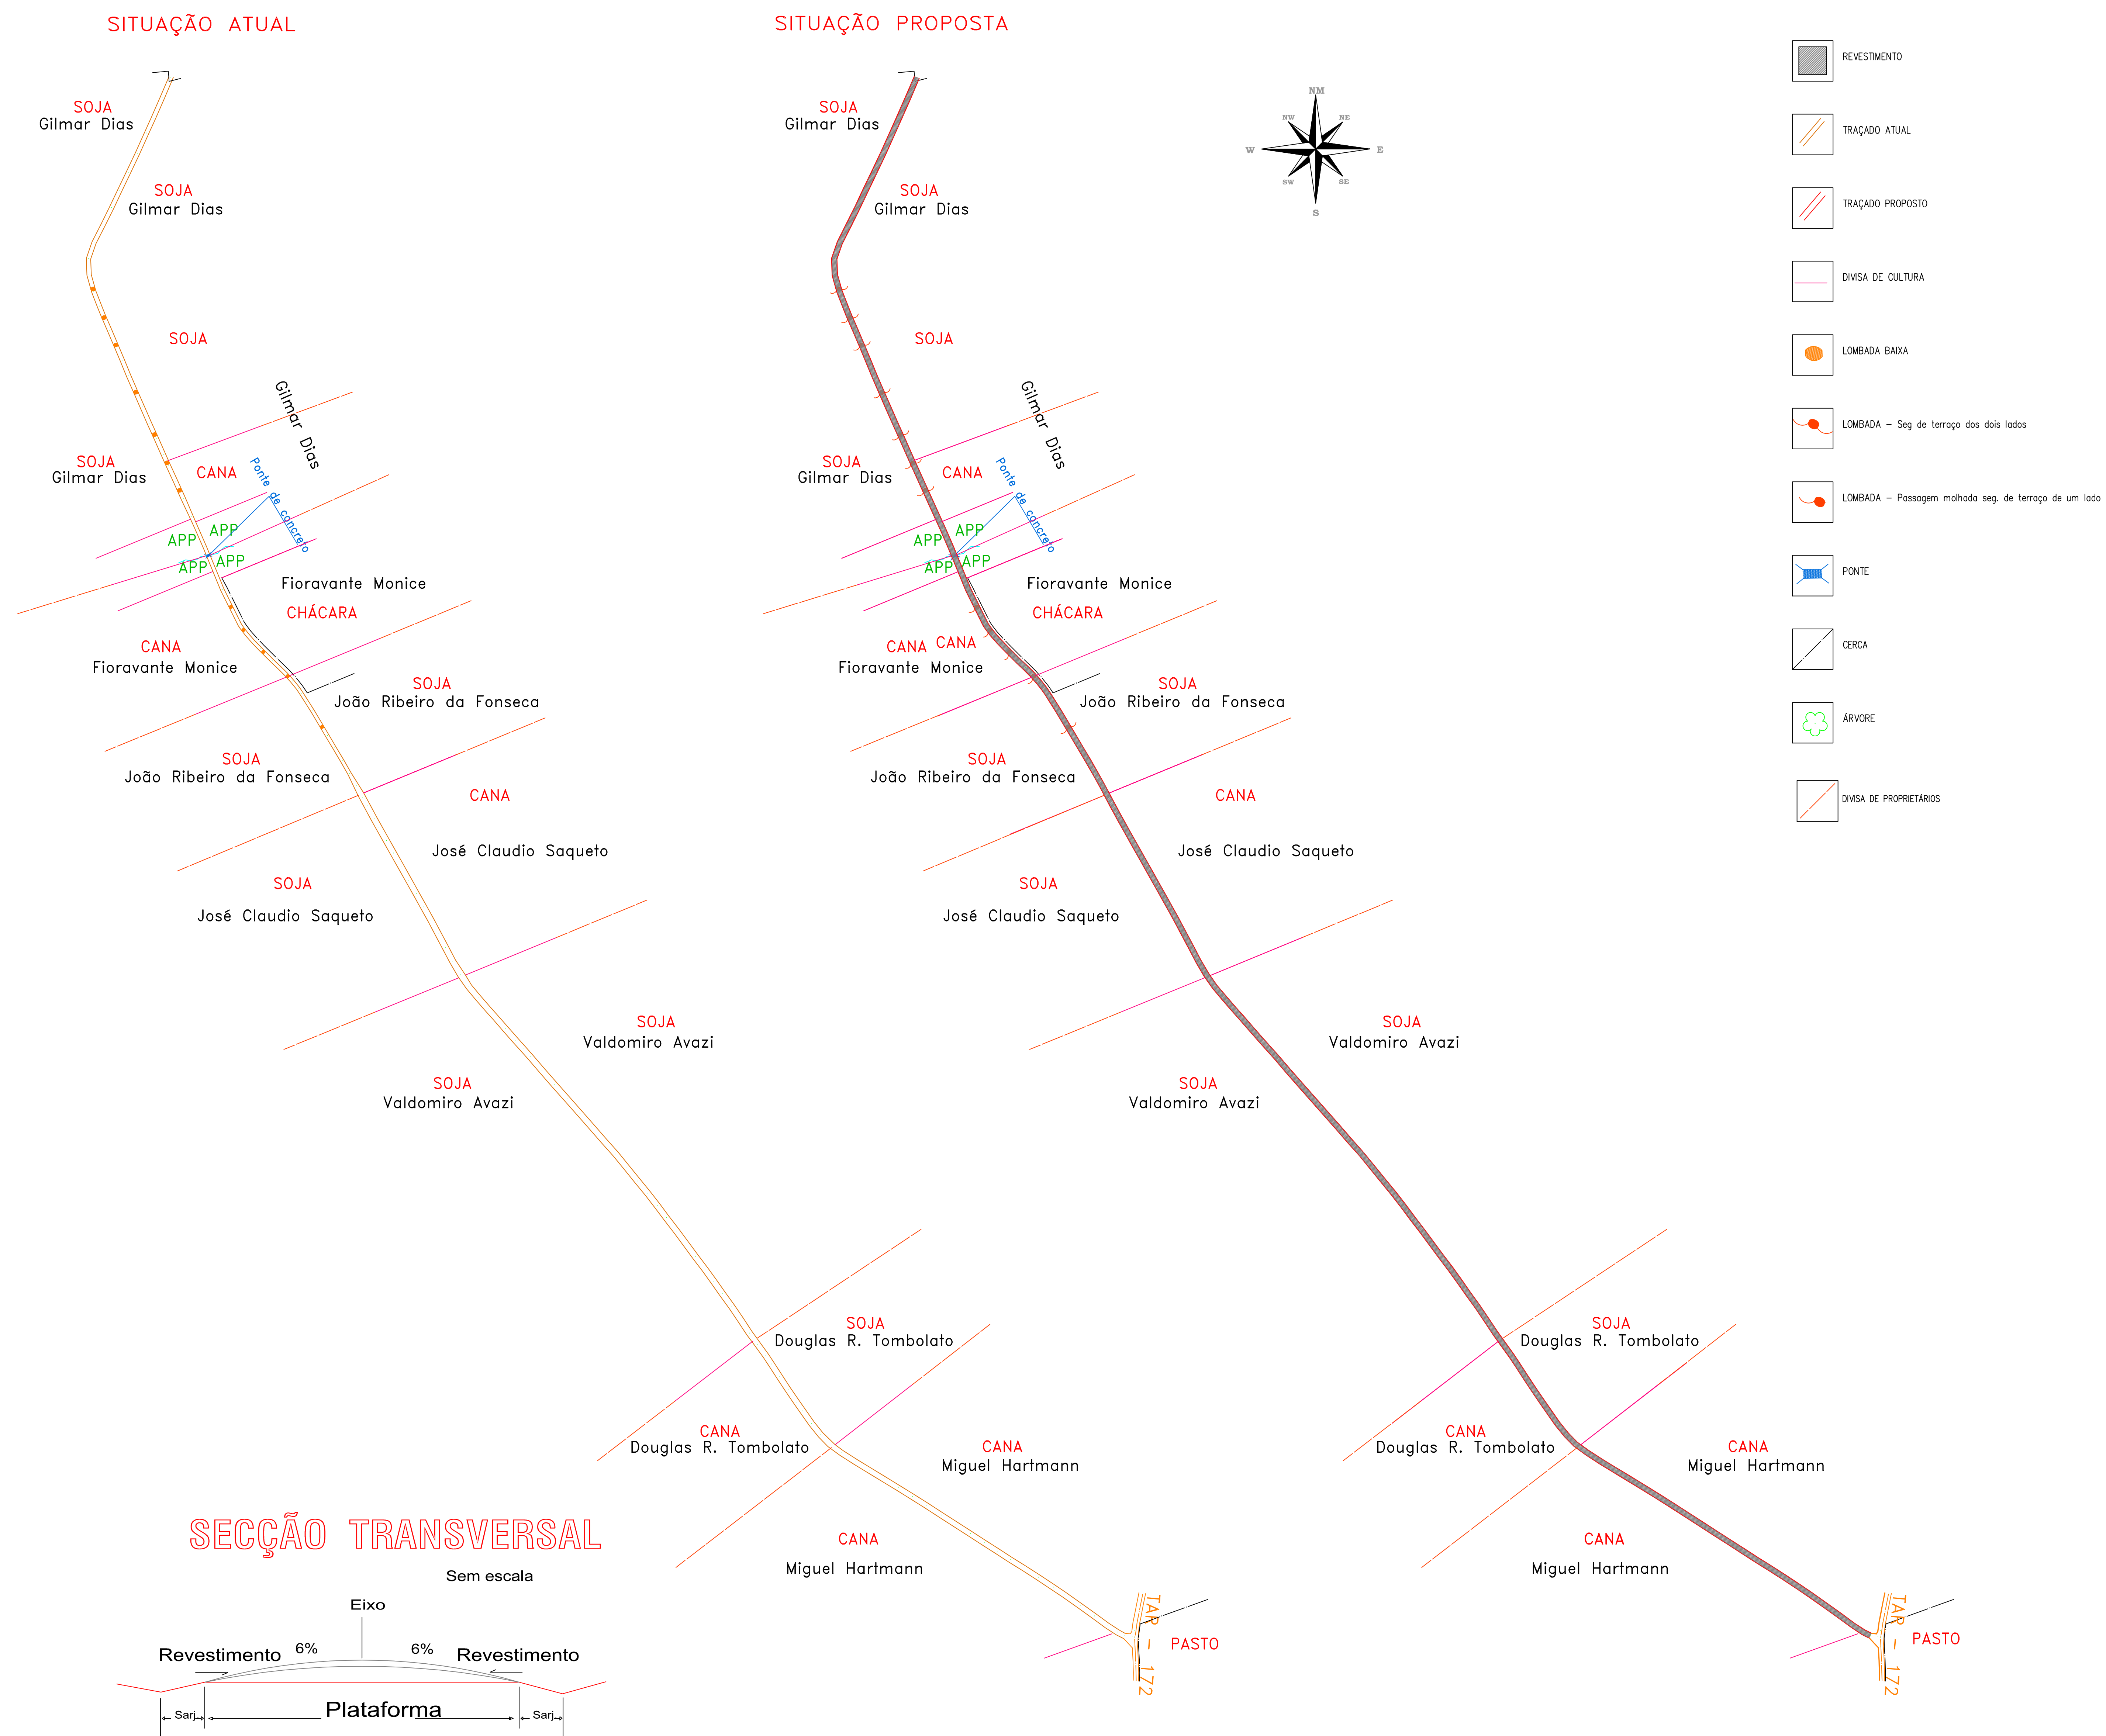 SITUAÇÃO ATUAL
SOJA
Gilmar Dias
SOJA
Gilmar Dias
SOJA
Gilmar Dias
SOJA
Gilmar Dias
CANA
Ponte de concreto
APP
APP
APP
APP
Fioravante Monice
CHÁCARA
CANA
Fioravante Monice
SOJA
João Ribeiro da Fonseca
SOJA
João Ribeiro da Fonseca
CANA
José Claudio Saqueto
SOJA
José Claudio Saqueto
SOJA
Valdomiro Avazi
SOJA
Valdomiro Avazi
SOJA
Douglas R. Tombolato
CANA
Douglas R. Tombolato
CANA
Miguel Hartmann
CANA
Miguel Hartmann
TAP - 172
PASTO
SITUAÇÃO PROPOSTA
SOJA
Gilmar Dias
SOJA
Gilmar Dias
SOJA
Gilmar Dias
SOJA
Gilmar Dias
CANA
Ponte de concreto
APP
APP
APP
APP
Fioravante Monice
CHÁCARA
CANA
CANA
Fioravante Monice
SOJA
João Ribeiro da Fonseca
SOJA
João Ribeiro da Fonseca
CANA
José Claudio Saqueto
SOJA
José Claudio Saqueto
SOJA
Valdomiro Avazi
SOJA
Valdomiro Avazi
SOJA
Douglas R. Tombolato
CANA
Douglas R. Tombolato
CANA
Miguel Hartmann
CANA
Miguel Hartmann
TAP - 172
PASTO
NM
NW
NE
W
E
SW
SE
S
REVESTIMENTO
TRAÇADO ATUAL
TRAÇADO PROPOSTO
DIVISA DE CULTURA
LOMBADA BAIXA
LOMBADA - Seg de terraço dos dois lados
LOMBADA - Passagem molhada seg. de terraço de um lado
PONTE
CERCA
ÁRVORE
DIVISA DE PROPRIETÁRIOS
SECÇÃO TRANSVERSAL
Sem escala
Eixo
Revestimento 6% 6% Revestimento
Sarj. Plataforma Sarj.